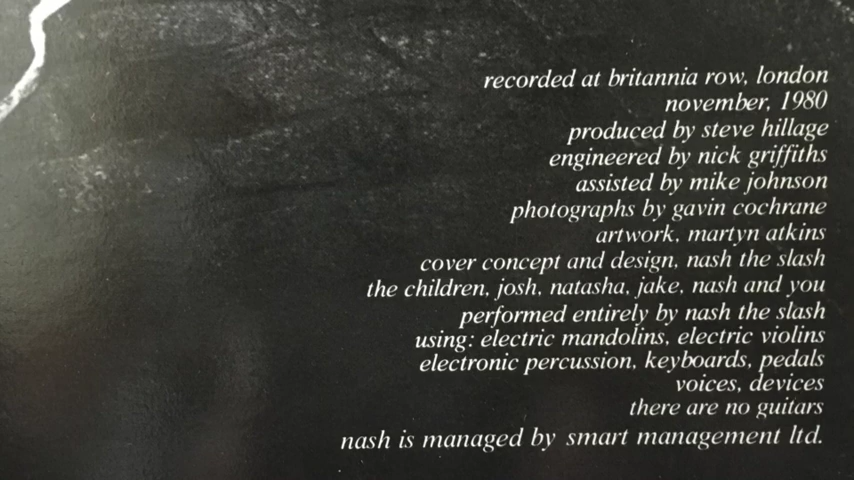 recorded at britannia row, london
november, 1980
produced by steve hillage
engineered by nick griffiths
assisted by mike johnson
photographs by gavin cochrane
artwork, martyn atkins
cover concept and design, nash the slash
the children, josh, natasha, jake, nash and you
performed entirely by nash the slash
using: electric mandolins, electric violins
electronic percussion, keyboards, pedals
voices, devices
there are no guitars
nash is managed by smart management ltd.